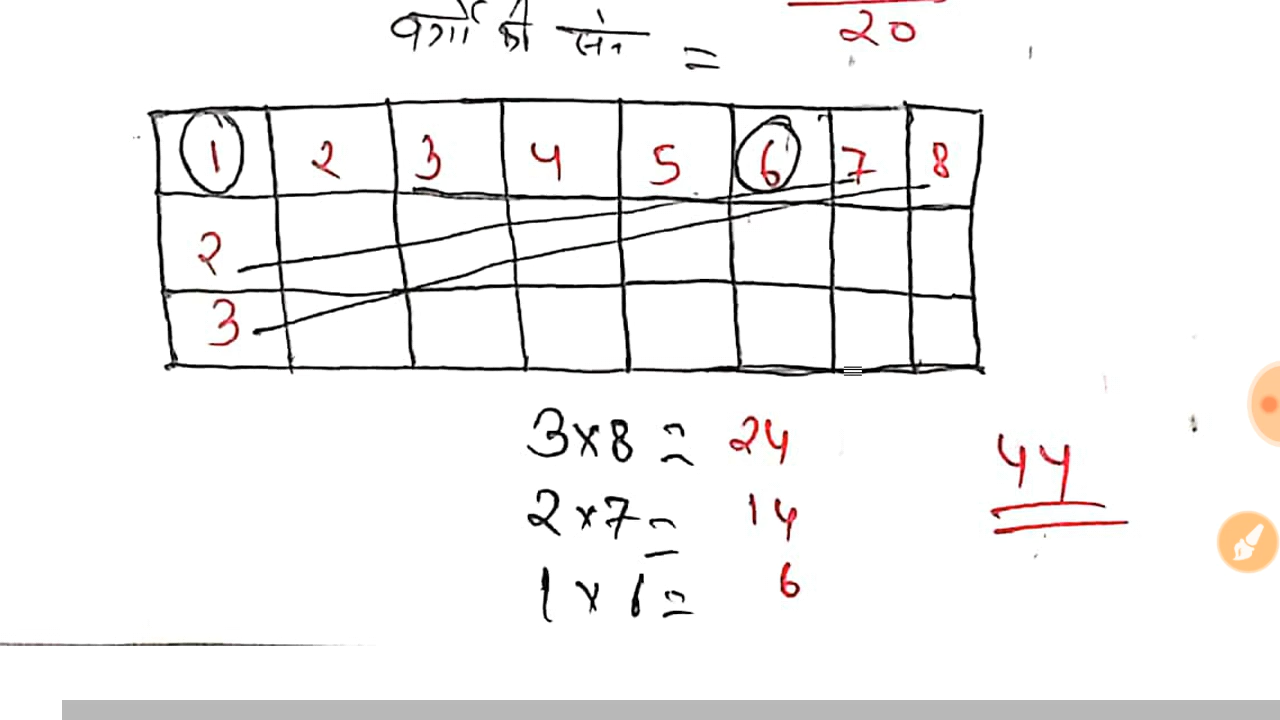 वर्गों की सं. =
20
1 2 3 4 5 6 7 8
2
3
3×8 = 24
2×7 = 14
44
1×6 = 6